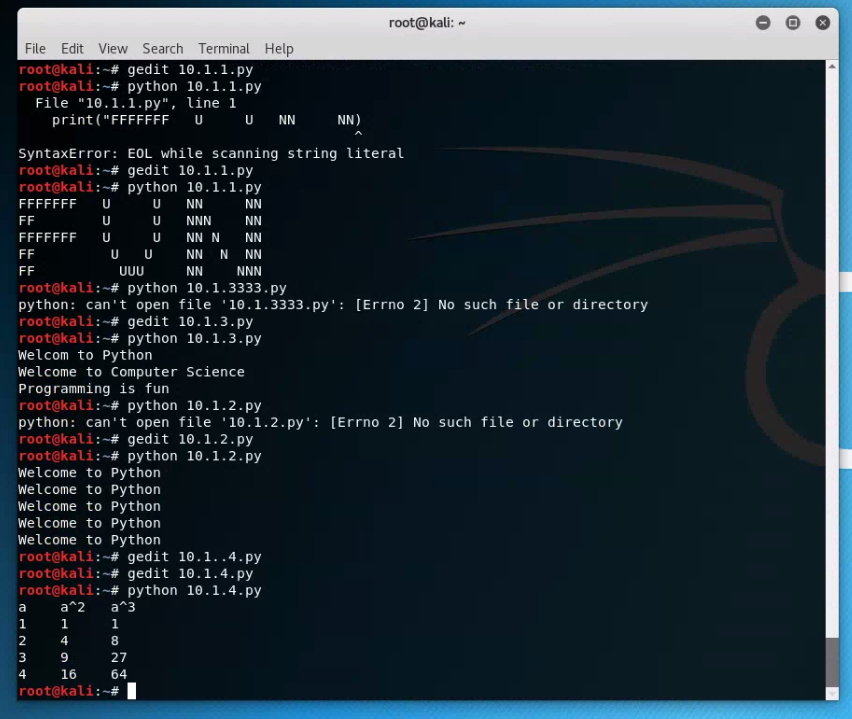 root@kali: ~
File Edit View Search Terminal Help
root@kali:~# gedit 10.1.1.py
root@kali:~# python 10.1.1.py
  File "10.1.1.py", line 1
    print("FFFFFFF   U     U   NN     NN)
                                        ^
SyntaxError: EOL while scanning string literal
root@kali:~# gedit 10.1.1.py
root@kali:~# python 10.1.1.py
FFFFFFF   U     U   NN     NN
FF        U     U   NNN    NN
FFFFFFF   U     U   NN N   NN
FF         U   U    NN  N  NN
FF          UUU     NN    NNN
root@kali:~# python 10.1.3333.py
python: can't open file '10.1.3333.py': [Errno 2] No such file or directory
root@kali:~# gedit 10.1.3.py
root@kali:~# python 10.1.3.py
Welcom to Python
Welcome to Computer Science
Programming is fun
root@kali:~# python 10.1.2.py
python: can't open file '10.1.2.py': [Errno 2] No such file or directory
root@kali:~# gedit 10.1.2.py
root@kali:~# python 10.1.2.py
Welcome to Python
Welcome to Python
Welcome to Python
Welcome to Python
Welcome to Python
root@kali:~# gedit 10.1..4.py
root@kali:~# gedit 10.1.4.py
root@kali:~# python 10.1.4.py
a    a^2   a^3
1    1     1
2    4     8
3    9     27
4    16    64
root@kali:~#